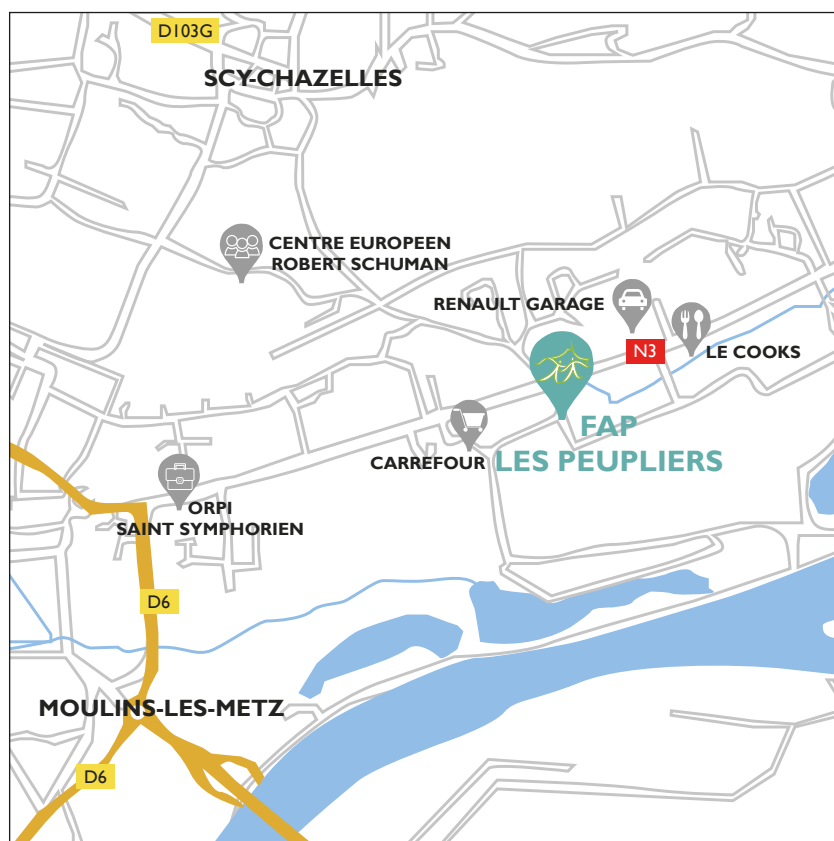 D103G
SCY-CHAZELLES
CENTRE EUROPEEN
ROBERT SCHUMAN
RENAULT GARAGE
N3
LE COOKS
FAP
LES PEUPLIERS
CARREFOUR
ORPI
SAINT SYMPHORIEN
D6
MOULINS-LES-METZ
D6